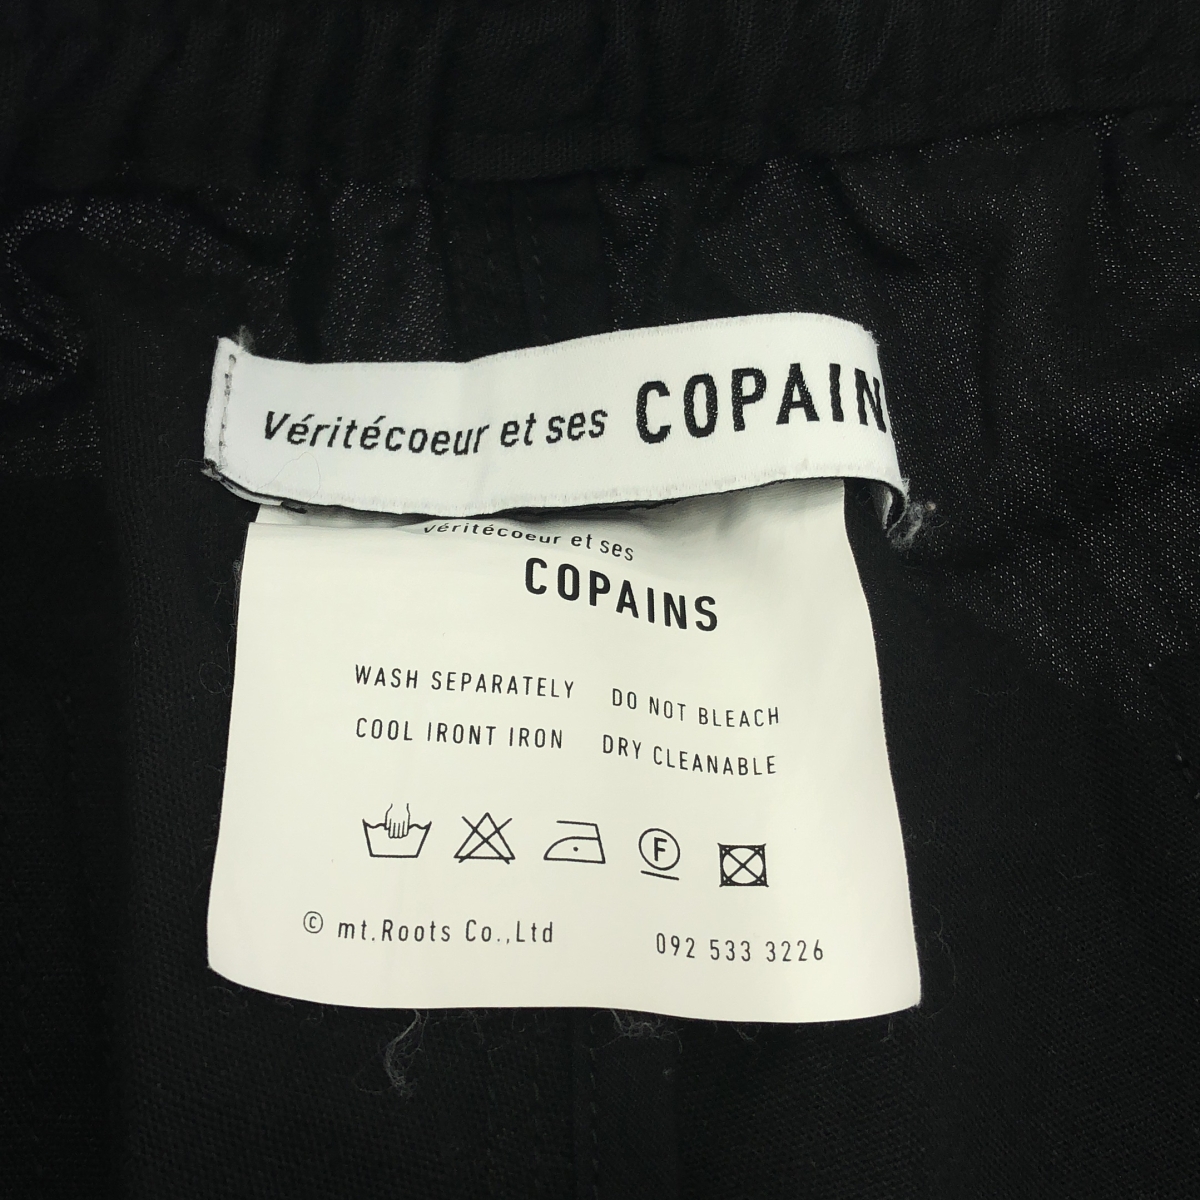 Véritécoeur et ses COPAIN
véritécoeur et ses
COPAINS
WASH SEPARATELY DO NOT BLEACH
COOL IRONT IRON DRY CLEANABLE
F
© mt.Roots Co.,Ltd 092 533 3226